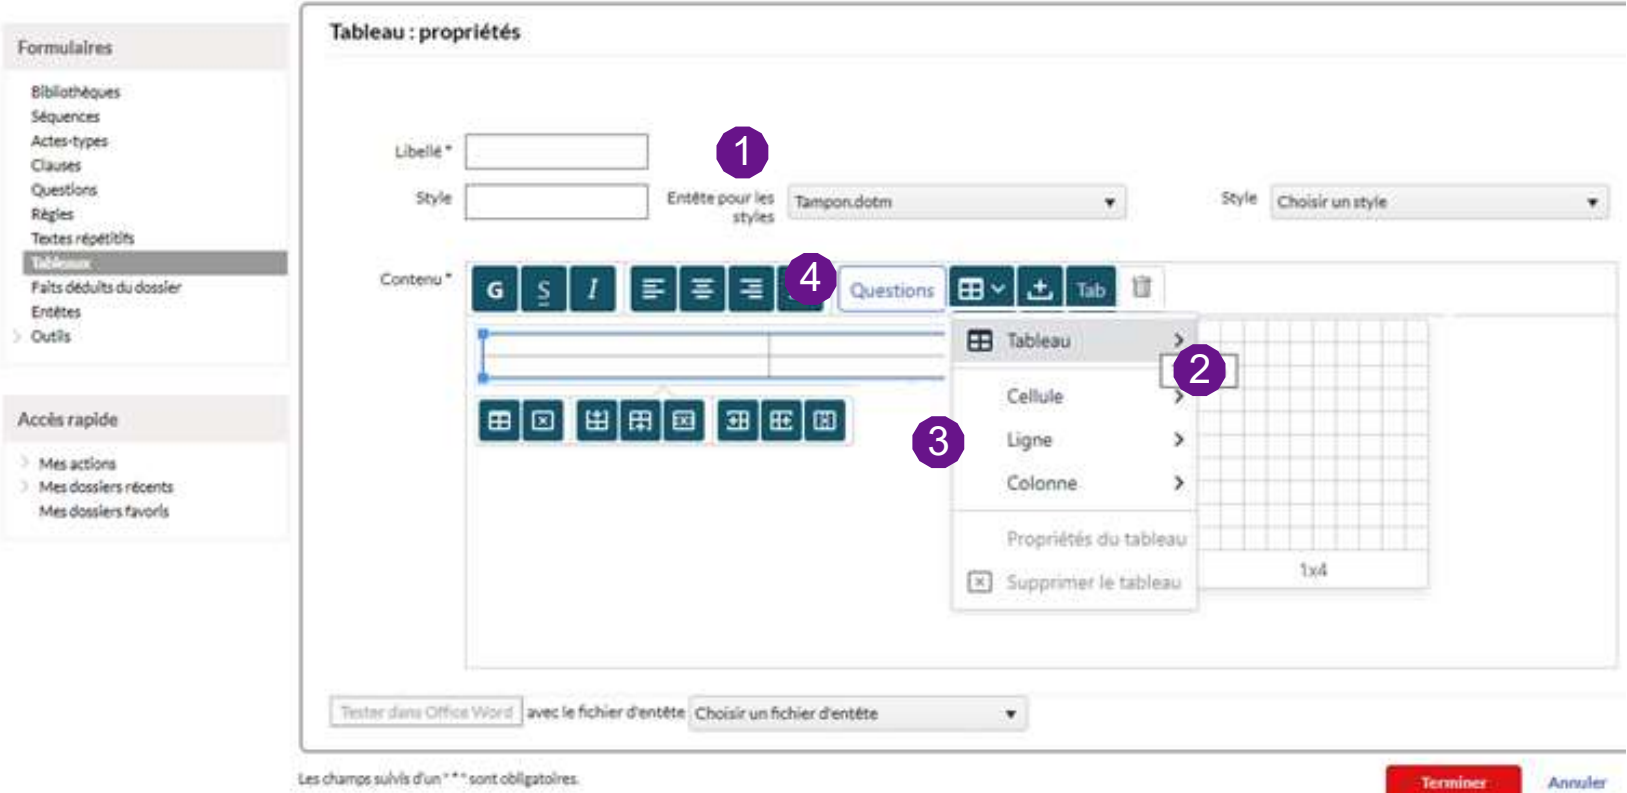 Tableau : propriétés
Formulaires
Bibliothèques
Séquences
Actes-types
Clauses
Questions
Règles
Textes répétitifs
Tableaux
Faits déduits du dossier
Entêtes
Outils
Accès rapide
Mes actions
Mes dossiers récents
Mes dossiers favoris
Libellé *
1
Style
Entête pour les styles
Tampon.dotm
Style
Choisir un style
Contenu *
G S I
4
Questions
Tab
Tableau
2
Cellule
3
Ligne
Colonne
Propriétés du tableau
Supprimer le tableau
1x4
Tester dans Office Word avec le fichier d'entête Choisir un fichier d'entête
Les champs suivis d'un " * " sont obligatoires.
Terminer Annuler